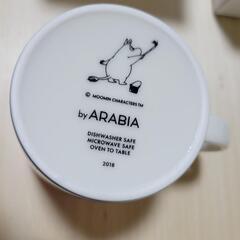 © MOOMIN CHARACTERS™
by ARABIA
DISHWASHER SAFE
MICROWAVE SAFE
OVEN TO TABLE
2018